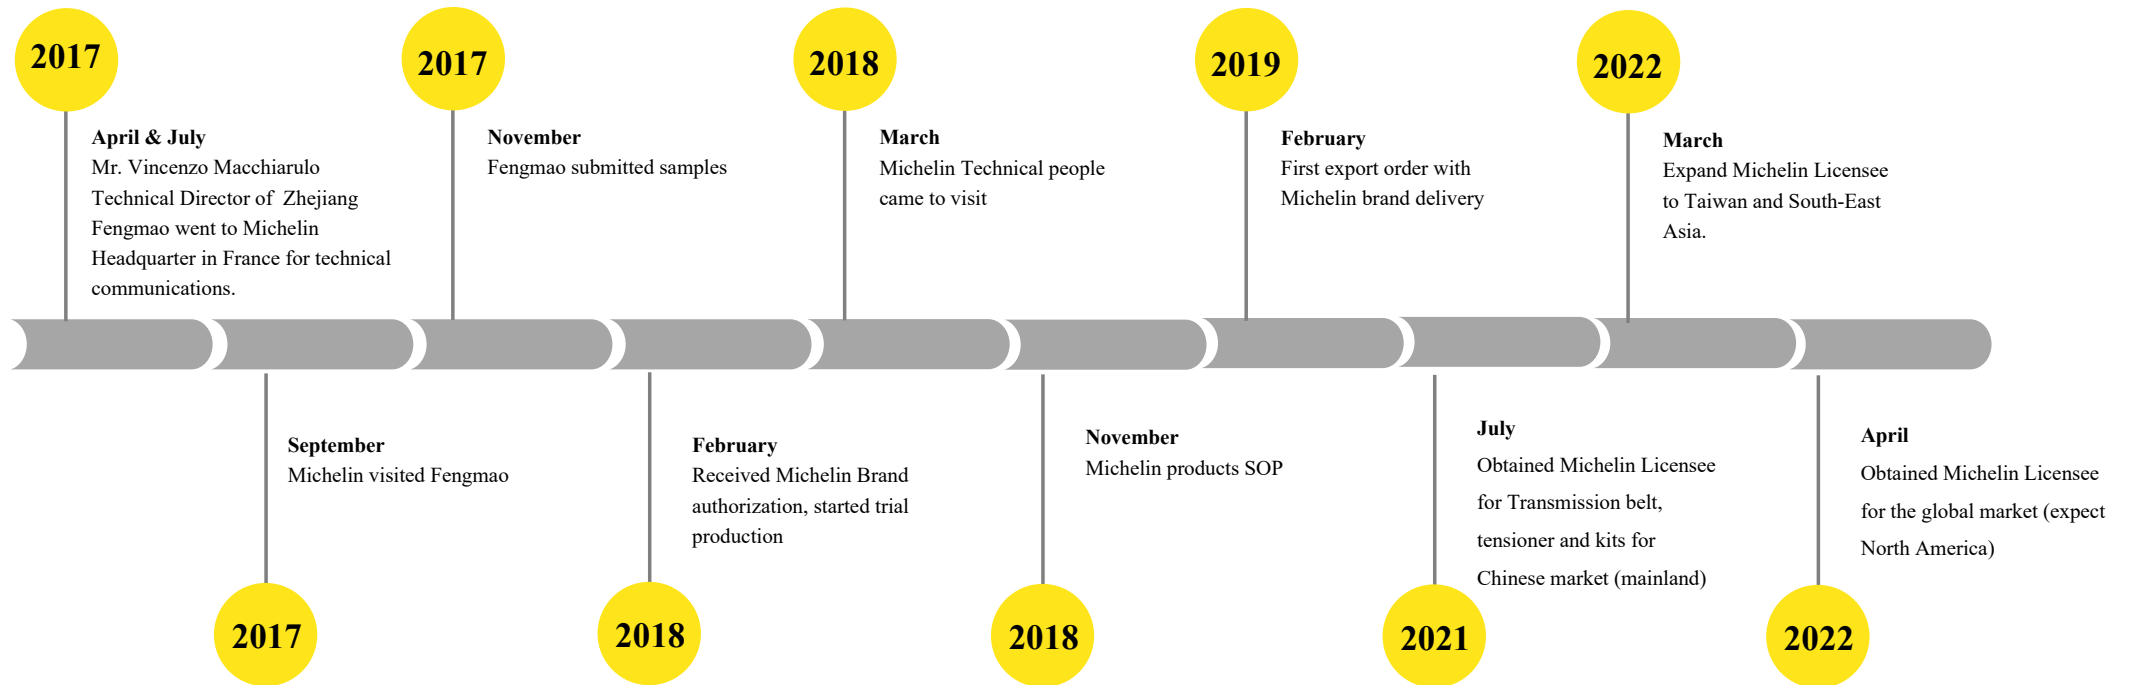 2017
April & July
Mr. Vincenzo Macchiarulo
Technical Director of Zhejiang
Fengmao went to Michelin
Headquarter in France for technical
communications.
September
Michelin visited Fengmao
2017
2017
November
Fengmao submitted samples
February
Received Michelin Brand
authorization, started trial
production
2018
2018
March
Michelin Technical people
came to visit
November
Michelin products SOP
2018
2019
February
First export order with
Michelin brand delivery
July
Obtained Michelin Licensee
for Transmission belt,
tensioner and kits for
Chinese market (mainland)
2021
2022
March
Expand Michelin Licensee
to Taiwan and South-East
Asia.
April
Obtained Michelin Licensee
for the global market (expect
North America)
2022